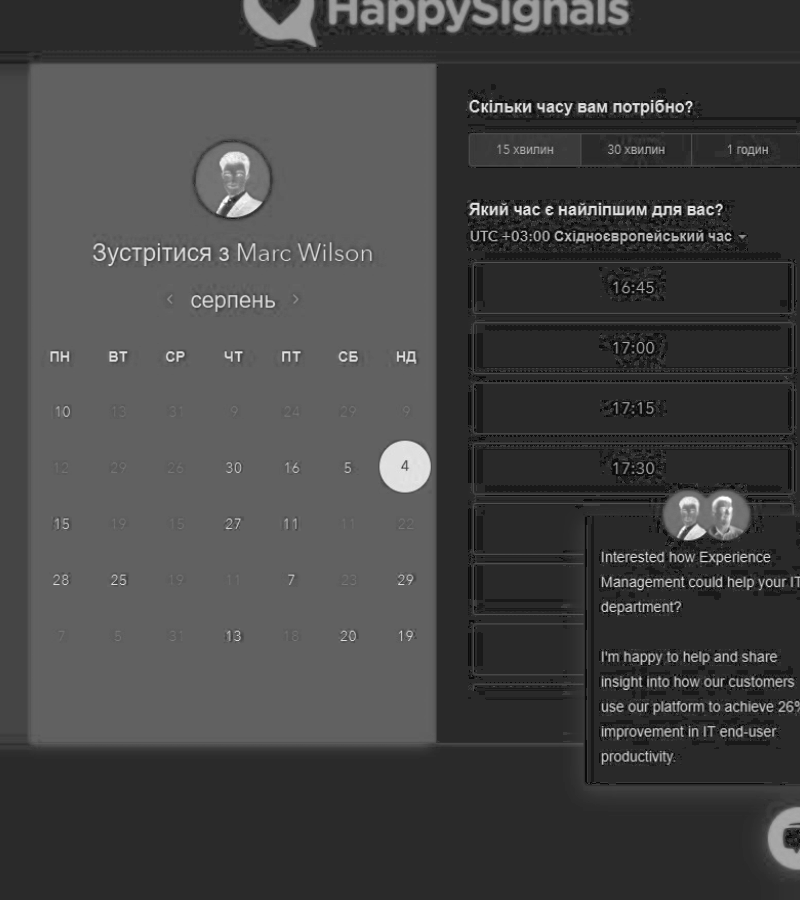 HappySignals
Зустрітися з Marc Wilson
серпень
ПН ВТ СР ЧТ ПТ СБ НД
10 13 31 9 24 29 9
12 29 26 30 16 5 4
15 19 15 27 11 11 22
28 25 19 11 7 23 29
7 5 31 13 18 20 19
Скільки часу вам потрібно?
15 хвилин 30 хвилин 1 годин
Який час є найліпшим для вас?
UTC +03:00 Східноєвропейський час
16:45
17:00
17:15
17:30
Interested how Experience
Management could help your IT
department?
I'm happy to help and share
insight into how our customers
use our platform to achieve 26%
improvement in IT end-user
productivity.